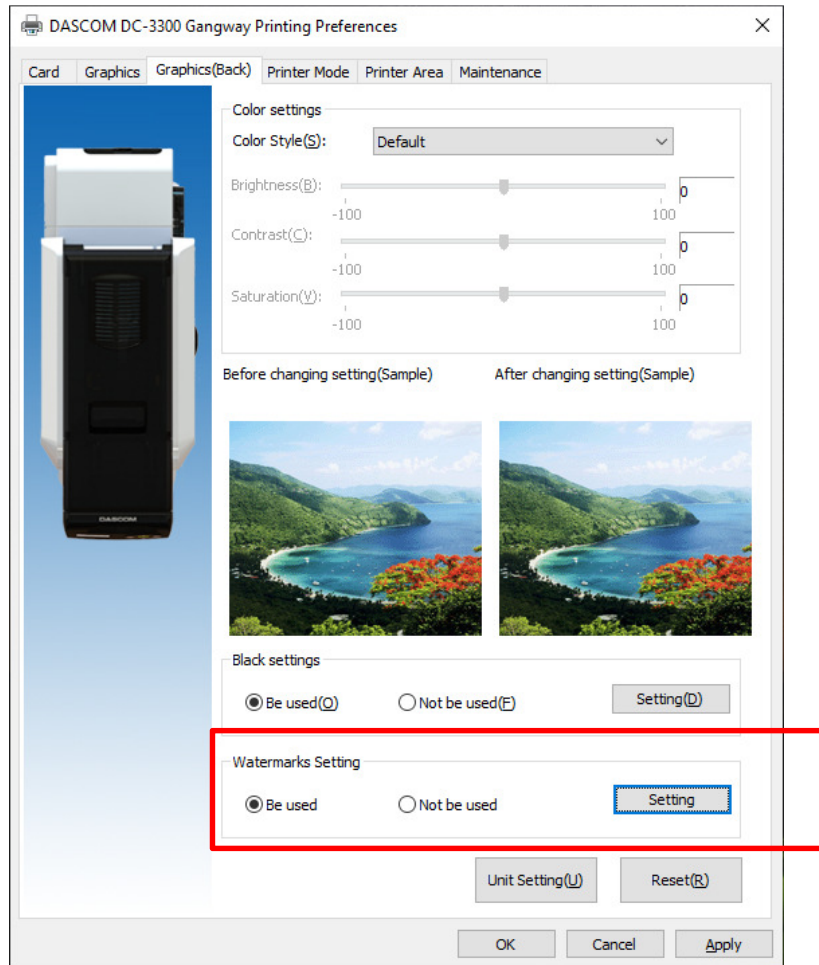 DASCOM DC-3300 Gangway Printing Preferences
Card Graphics Graphics(Back) Printer Mode Printer Area Maintenance
Color settings
Color Style(S): Default
Brightness(B): 0
-100 100
Contrast(C): 0
-100 100
Saturation(V): 0
-100 100
Before changing setting(Sample) After changing setting(Sample)
DASCOM
Black settings
Be used(O) Not be used(F) Setting(D)
Watermarks Setting
Be used Not be used Setting
Unit Setting(U) Reset(R)
OK Cancel Apply